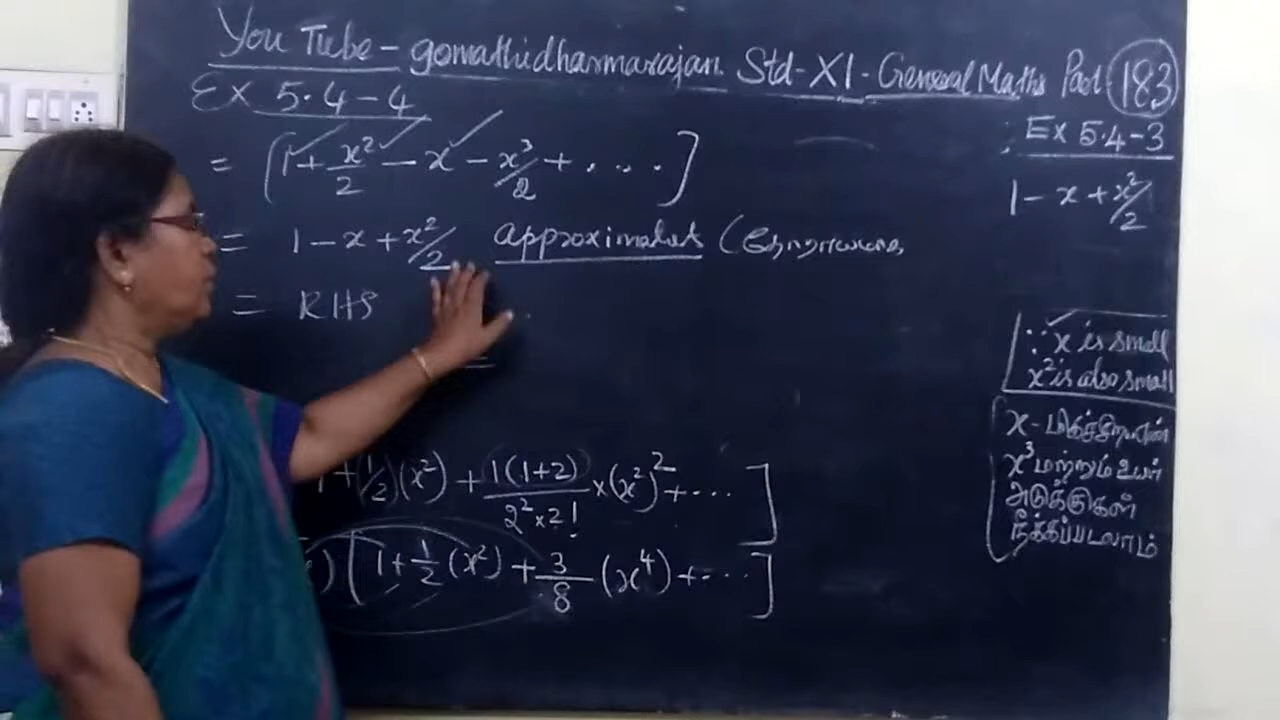 You Tube - gomathidharmarajan Std-XI-General Maths Part 183
EX 5.4-4
= [1 + x²/2 - x - x³/2 + ....]
= 1 - x + x²/2 approximately
= RHS
1 + (1/2)(x²) + 1(1+2)/2²×2! × (x²)² + ... ]
) [1 + 1/2 (x²) + 3/8 (x⁴) + ... ]
: Ex 5.4-3
1 - x + x²/2
∵ x is small
x² is also small
x - மிகச்சிறு எண்
x³ மற்றும் உயர்
அடுக்குகள்
நீக்கப்படலாம்